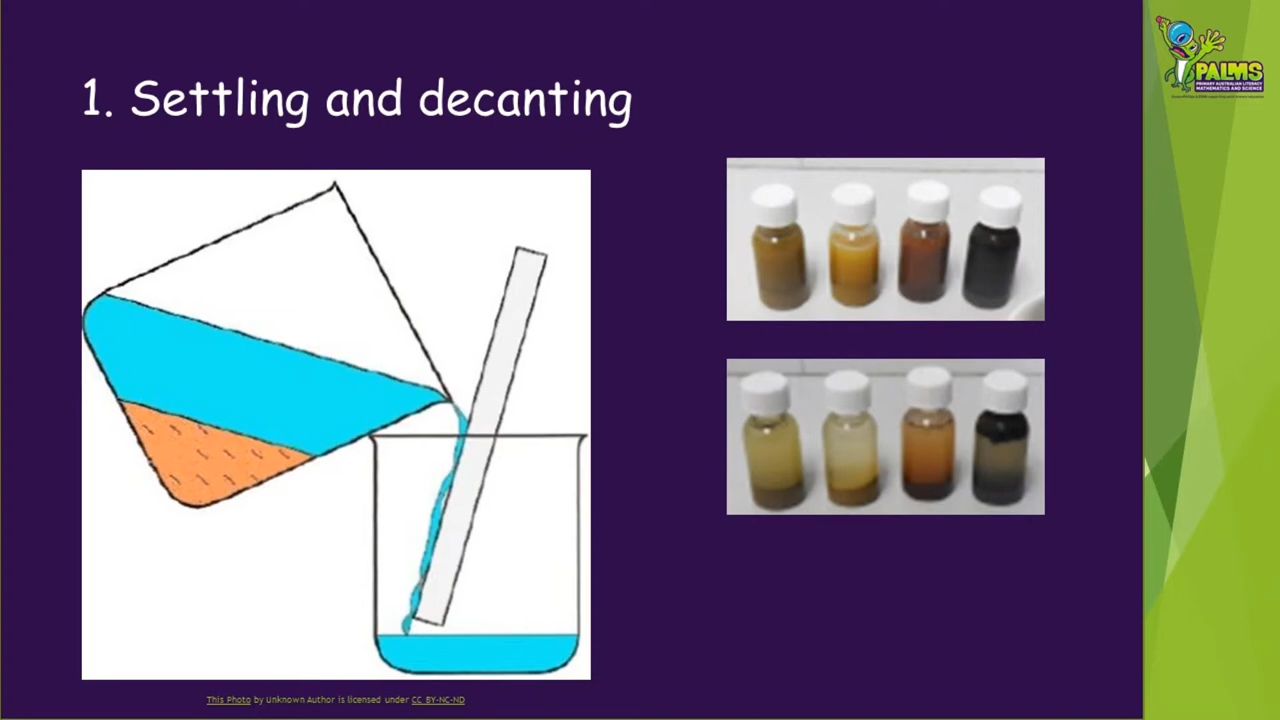 1. Settling and decanting
PALMS
PRIMARY AUSTRALIAN LITERACY
MATHEMATICS AND SCIENCE
This Photo by Unknown Author is licensed under CC BY-NC-ND